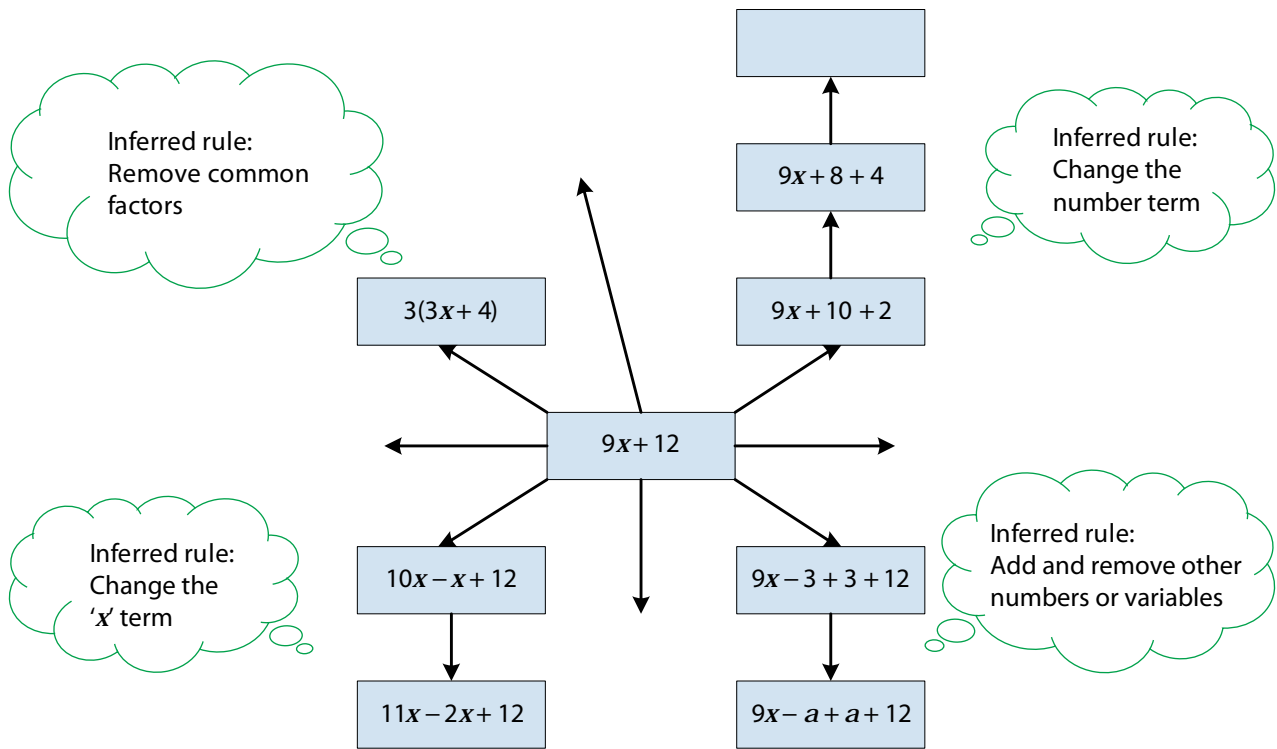 Inferred rule:
Remove common
factors
9x + 8 + 4
Inferred rule:
Change the
number term
3(3x + 4)
9x + 10 + 2
9x + 12
Inferred rule:
Change the
‘x’ term
10x − x + 12
9x − 3 + 3 + 12
Inferred rule:
Add and remove other
numbers or variables
11x − 2x + 12
9x − a + a + 12